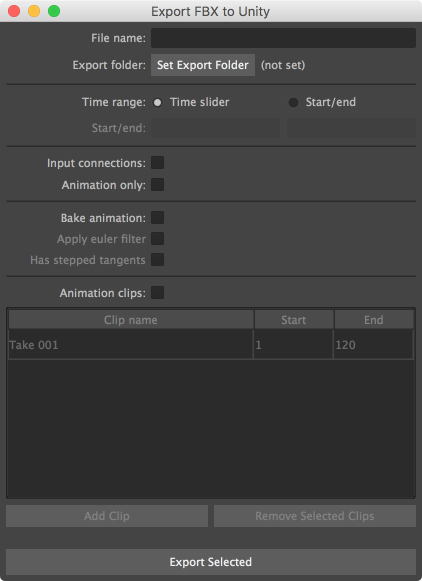 Export FBX to Unity
File name:
Export folder: Set Export Folder (not set)
Time range: Time slider Start/end
Start/end:
Input connections:
Animation only:
Bake animation:
Apply euler filter
Has stepped tangents
Animation clips:
Clip name Start End
Take 001 1 120
Add Clip Remove Selected Clips
Export Selected